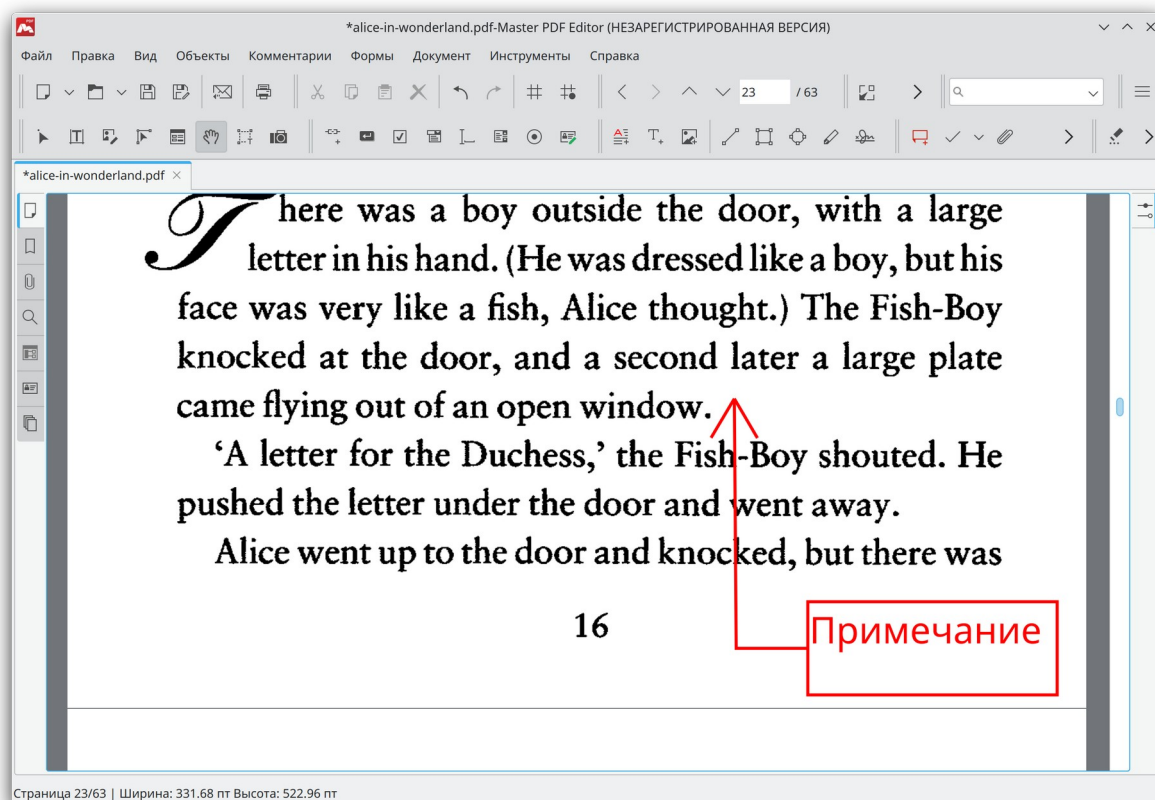 *alice-in-wonderland.pdf-Master PDF Editor (НЕЗАРЕГИСТРИРОВАННАЯ ВЕРСИЯ)
Файл Правка Вид Объекты Комментарии Формы Документ Инструменты Справка
23 / 63
*alice-in-wonderland.pdf
There was a boy outside the door, with a large
letter in his hand. (He was dressed like a boy, but his
face was very like a fish, Alice thought.) The Fish-Boy
knocked at the door, and a second later a large plate
came flying out of an open window.
‘A letter for the Duchess,’ the Fish-Boy shouted. He
pushed the letter under the door and went away.
Alice went up to the door and knocked, but there was
16
Примечание
Страница 23/63 | Ширина: 331.68 пт Высота: 522.96 пт